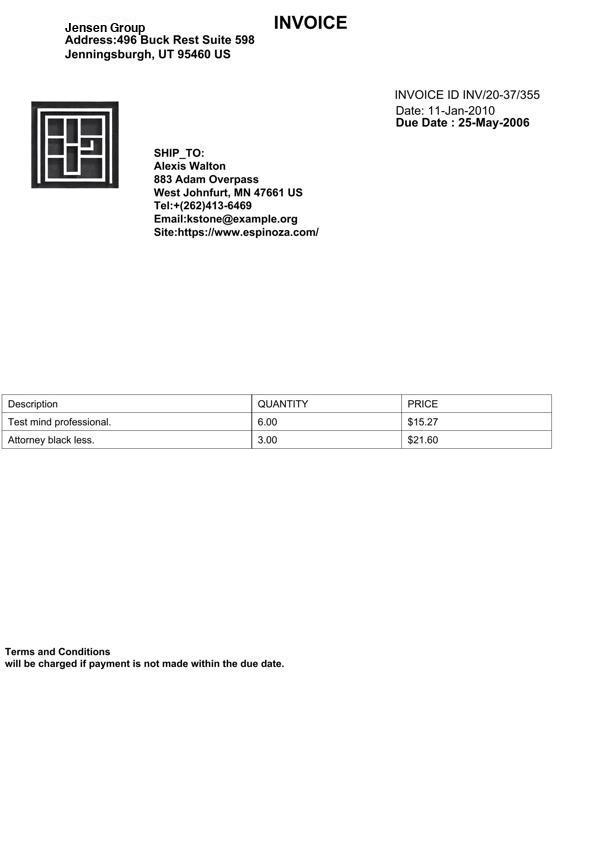 INVOICE
Jensen Group
Address:496 Buck Rest Suite 598
Jenningsburgh, UT 95460 US
INVOICE ID INV/20-37/355
Date: 11-Jan-2010
Due Date : 25-May-2006
SHIP_TO:
Alexis Walton
883 Adam Overpass
West Johnfurt, MN 47661 US
Tel:+(262)413-6469
Email:kstone@example.org
Site:https://www.espinoza.com/
Description QUANTITY PRICE
Test mind professional. 6.00 $15.27
Attorney black less. 3.00 $21.60
Terms and Conditions
will be charged if payment is not made within the due date.